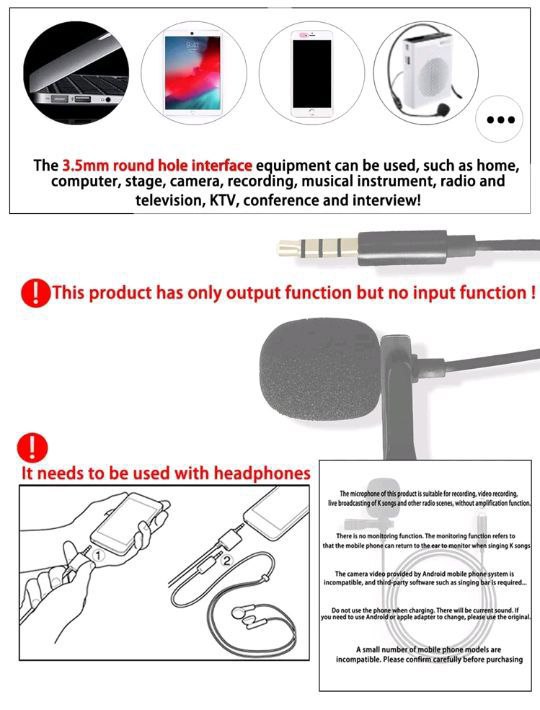 The 3.5mm round hole interface equipment can be used, such as home,
computer, stage, camera, recording, musical instrument, radio and
television, KTV, conference and interview!
! This product has only output function but no input function !
!
It needs to be used with headphones
1
2
The microphone of this product is suitable for recording, video recording,
live broadcasting of K songs and other radio scenes, without amplification function.
There is no monitoring function. The monitoring function refers to
that the mobile phone can return to the ear to monitor when singing K songs
The camera video provided by Android mobile phone system is
incompatible, and third-party software such as singing bar is required...
Do not use the phone when charging. There will be current sound. If
you need to use Android or apple adapter to change, please use the original.
A small number of mobile phone models are
incompatible. Please confirm carefully before purchasing